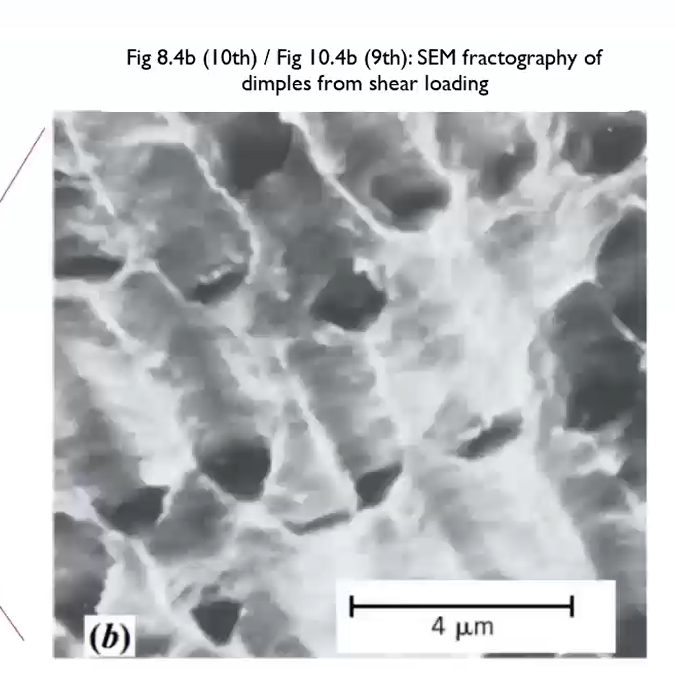 Fig 8.4b (10th) / Fig 10.4b (9th): SEM fractography of
dimples from shear loading
4 μm
(b)